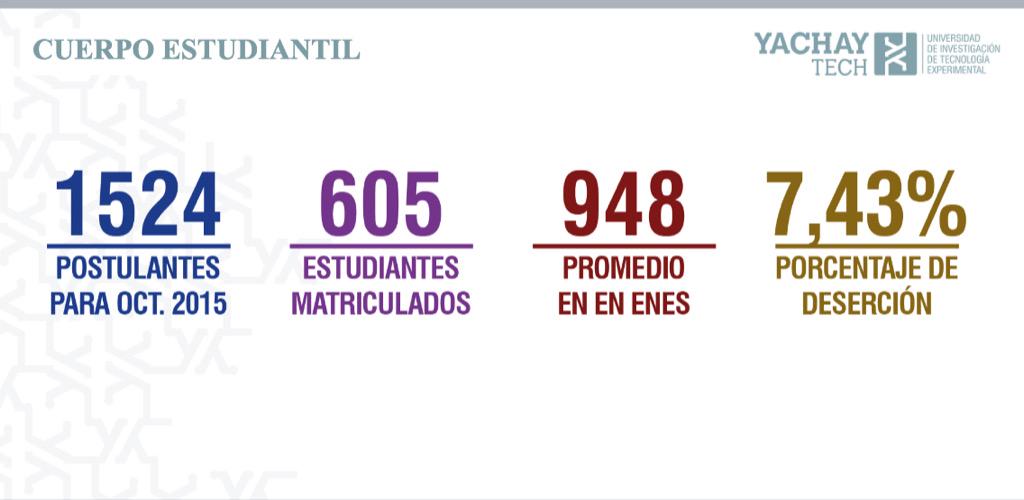 CUERPO ESTUDIANTIL
YACHAY
TECH
UNIVERSIDAD
DE INVESTIGACIÓN
DE TECNOLOGÍA
EXPERIMENTAL
1524
POSTULANTES
PARA OCT. 2015
605
ESTUDIANTES
MATRICULADOS
948
PROMEDIO
EN EN ENES
7,43%
PORCENTAJE DE
DESERCIÓN